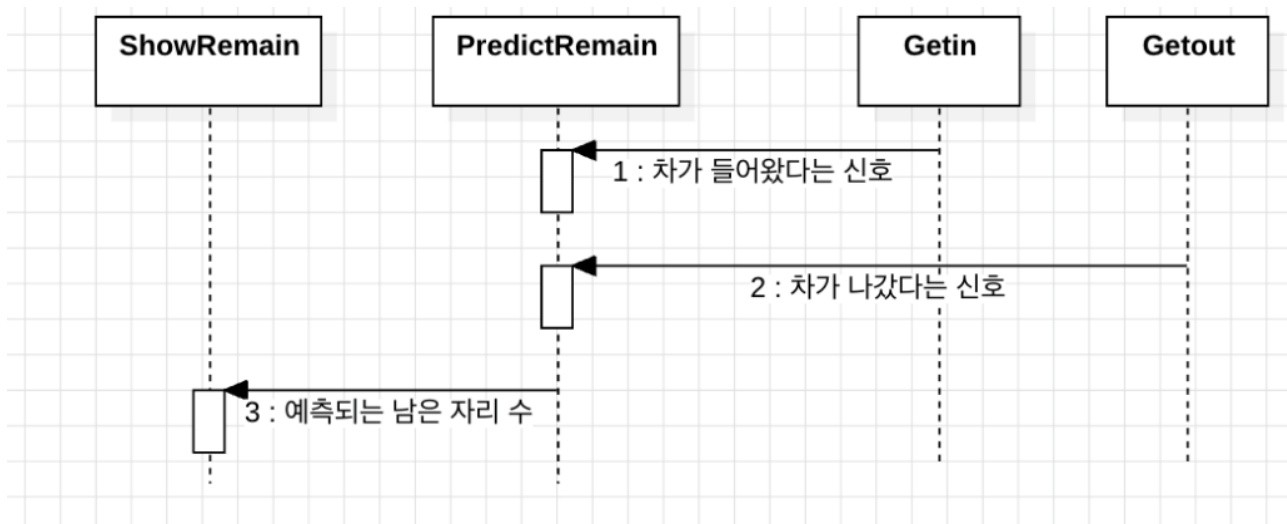 ShowRemain
PredictRemain
Getin
Getout
1 : 차가 들어왔다는 신호
2 : 차가 나갔다는 신호
3 : 예측되는 남은 자리 수